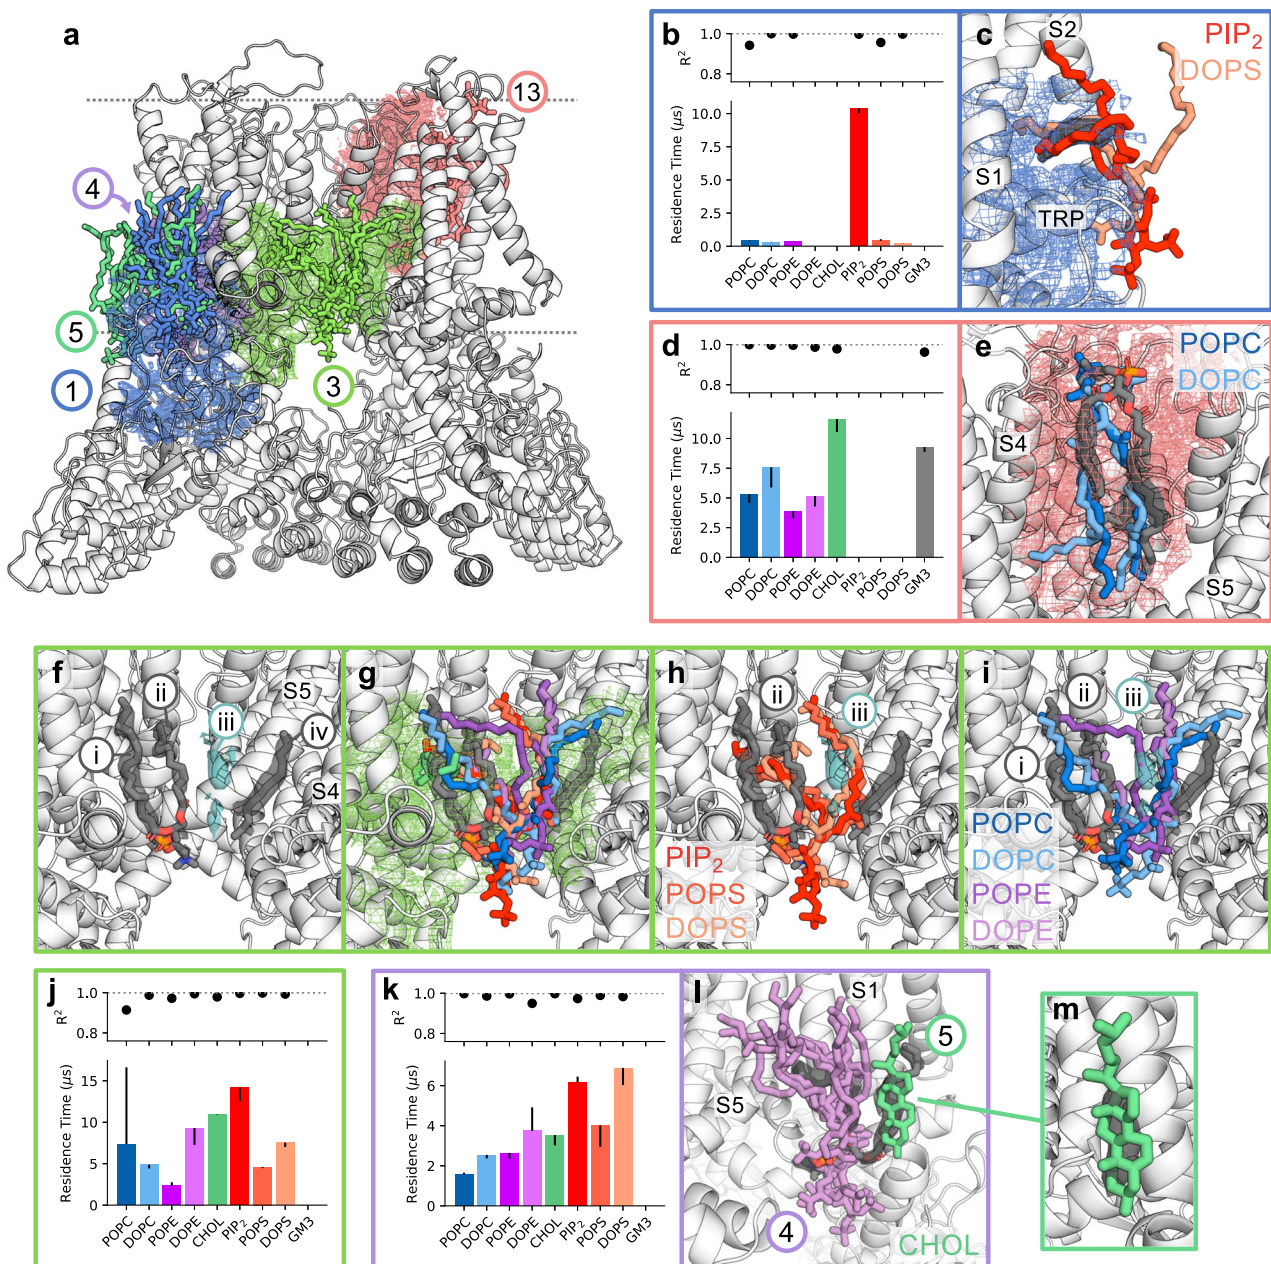 a
13
4
5
1
3
b
R²
1.0
0.8
Residence Time (μs)
10.0
7.5
5.0
2.5
0.0
POPC
DOPC
POPE
DOPE
CHOL
PIP₂
POPS
DOPS
GM3
c
S2
PIP₂
DOPS
S1
TRP
d
R²
1.0
0.8
Residence Time (μs)
10.0
7.5
5.0
2.5
0.0
POPC
DOPC
POPE
DOPE
CHOL
PIP₂
POPS
DOPS
GM3
e
POPC
DOPC
S4
S5
f
ii
S5
iii
iv
i
S4
g
h
ii
iii
PIP₂
POPS
DOPS
i
ii
iii
i
POPC
DOPC
POPE
DOPE
j
R²
1.0
0.8
Residence Time (μs)
15
10
5
0
POPC
DOPC
POPE
DOPE
CHOL
PIP₂
POPS
DOPS
GM3
k
R²
1.0
0.8
Residence Time (μs)
6
4
2
0
POPC
DOPC
POPE
DOPE
CHOL
PIP₂
POPS
DOPS
GM3
l
S1
5
S5
4
CHOL
m